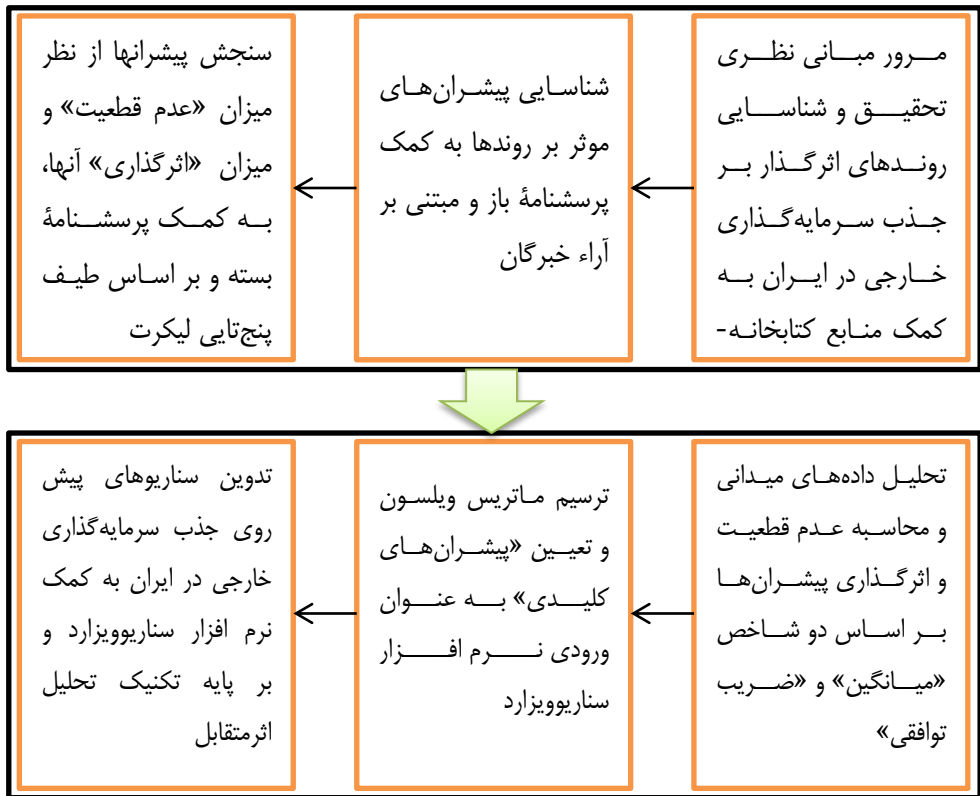 مرور مبانی نظری
تحقیق و شناسایی
روندهای اثرگذار بر
جذب سرمایه‌گذاری
خارجی در ایران به
کمک منابع کتابخانه-
شناسایی پیشران‌های
موثر بر روندها به کمک
پرسشنامهٔ باز و مبتنی بر
آراء خبرگان
سنجش پیشرانها از نظر
میزان «عدم قطعیت» و
میزان «اثرگذاری» آنها،
به کمک پرسشنامهٔ
بسته و بر اساس طیف
پنج‌تایی لیکرت
تحلیل داده‌های میدانی
و محاسبه عدم قطعیت
و اثرگذاری پیشران‌ها
بر اساس دو شاخص
«میانگین» و «ضریب
توافقی»
ترسیم ماتریس ویلسون
و تعیین «پیشران‌های
کلیدی» به عنوان
ورودی نرم افزار
سناریوویزارد
تدوین سناریوهای پیش
روی جذب سرمایه‌گذاری
خارجی در ایران به کمک
نرم افزار سناریوویزارد و
بر پایه تکنیک تحلیل
اثرمتقابل